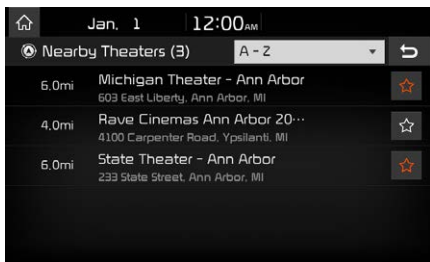 Jan. 1 12:00AM
Nearby Theaters (3) A - Z
6.0mi Michigan Theater - Ann Arbor
603 East Liberty, Ann Arbor, MI
4.0mi Rave Cinemas Ann Arbor 20···
4100 Carpenter Road, Ypsilanti, MI
6.0mi State Theater - Ann Arbor
233 State Street, Ann Arbor, MI